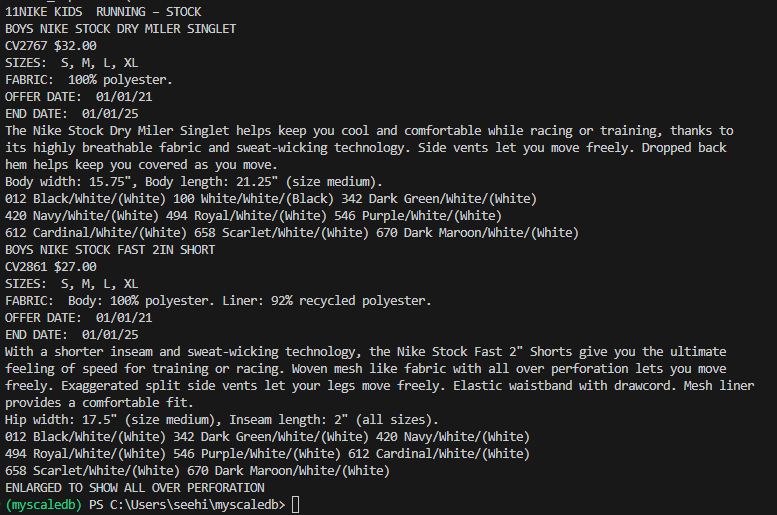 11NIKE KIDS  RUNNING – STOCK
BOYS NIKE STOCK DRY MILER SINGLET
CV2767 $32.00
SIZES:  S, M, L, XL
FABRIC:  100% polyester.
OFFER DATE:  01/01/21
END DATE:  01/01/25
The Nike Stock Dry Miler Singlet helps keep you cool and comfortable while racing or training, thanks to
its highly breathable fabric and sweat-wicking technology. Side vents let you move freely. Dropped back
hem helps keep you covered as you move.
Body width: 15.75", Body length: 21.25" (size medium).
012 Black/White/(White) 100 White/White/(Black) 342 Dark Green/White/(White)
420 Navy/White/(White) 494 Royal/White/(White) 546 Purple/White/(White)
612 Cardinal/White/(White) 658 Scarlet/White/(White) 670 Dark Maroon/White/(White)
BOYS NIKE STOCK FAST 2IN SHORT
CV2861 $27.00
SIZES:  S, M, L, XL
FABRIC:  Body: 100% polyester. Liner: 92% recycled polyester.
OFFER DATE:  01/01/21
END DATE:  01/01/25
With a shorter inseam and sweat-wicking technology, the Nike Stock Fast 2" Shorts give you the ultimate
feeling of speed for training or racing. Woven mesh like fabric with all over perforation lets you move
freely. Exaggerated split side vents let your legs move freely. Elastic waistband with drawcord. Mesh liner
provides a comfortable fit.
Hip width: 17.5" (size medium), Inseam length: 2" (all sizes).
012 Black/White/(White) 342 Dark Green/White/(White) 420 Navy/White/(White)
494 Royal/White/(White) 546 Purple/White/(White) 612 Cardinal/White/(White)
658 Scarlet/White/(White) 670 Dark Maroon/White/(White)
ENLARGED TO SHOW ALL OVER PERFORATION
(myscaledb) PS C:\Users\seehi\myscaledb>